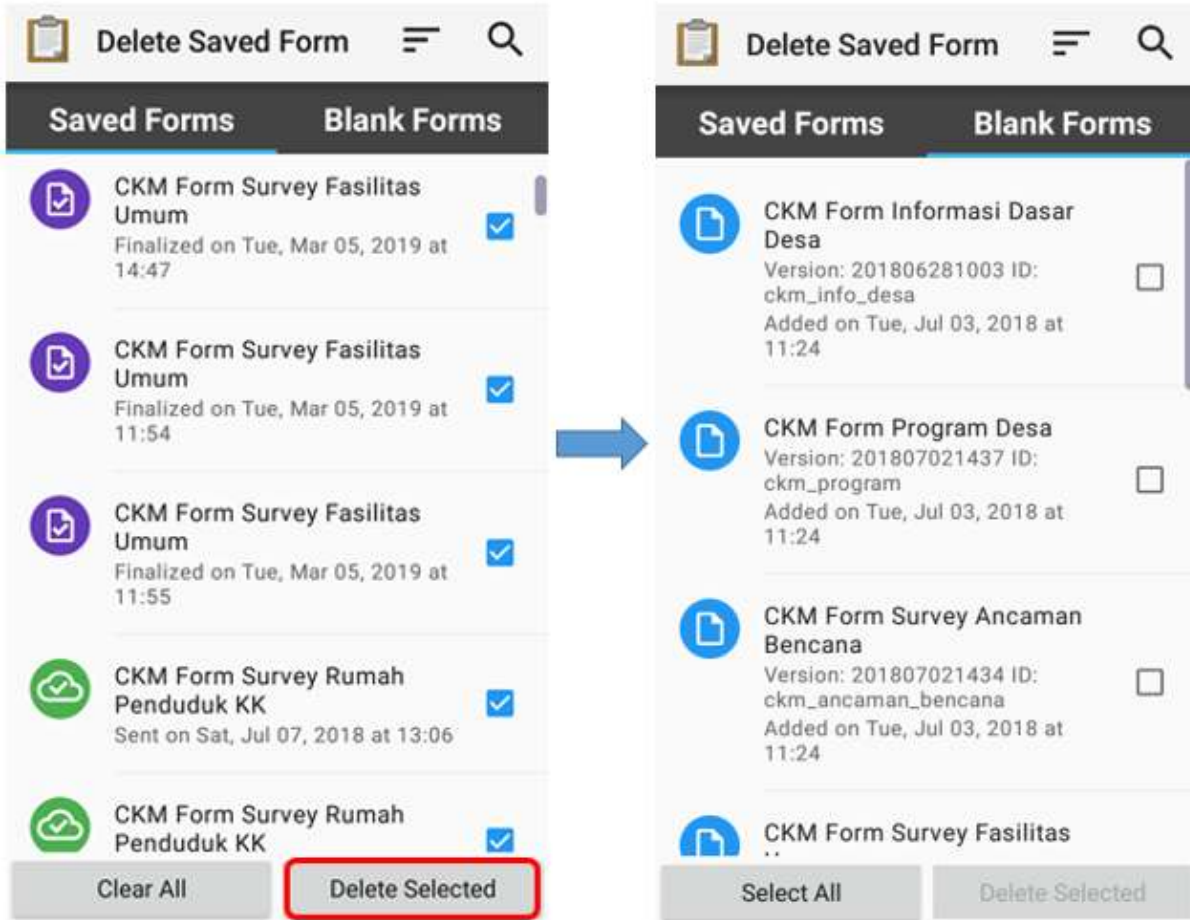 Delete Saved Form
Saved Forms
Blank Forms
CKM Form Survey Fasilitas
Umum
Finalized on Tue, Mar 05, 2019 at
14:47
CKM Form Survey Fasilitas
Umum
Finalized on Tue, Mar 05, 2019 at
11:54
CKM Form Survey Fasilitas
Umum
Finalized on Tue, Mar 05, 2019 at
11:55
CKM Form Survey Rumah
Penduduk KK
Sent on Sat, Jul 07, 2018 at 13:06
CKM Form Survey Rumah
Penduduk KK
Clear All
Delete Selected
Delete Saved Form
Saved Forms
Blank Forms
CKM Form Informasi Dasar
Desa
Version: 201806281003 ID:
ckm_info_desa
Added on Tue, Jul 03, 2018 at
11:24
CKM Form Program Desa
Version: 201807021437 ID:
ckm_program
Added on Tue, Jul 03, 2018 at
11:24
CKM Form Survey Ancaman
Bencana
Version: 201807021434 ID:
ckm_ancaman_bencana
Added on Tue, Jul 03, 2018 at
11:24
CKM Form Survey Fasilitas
Select All
Delete Selected